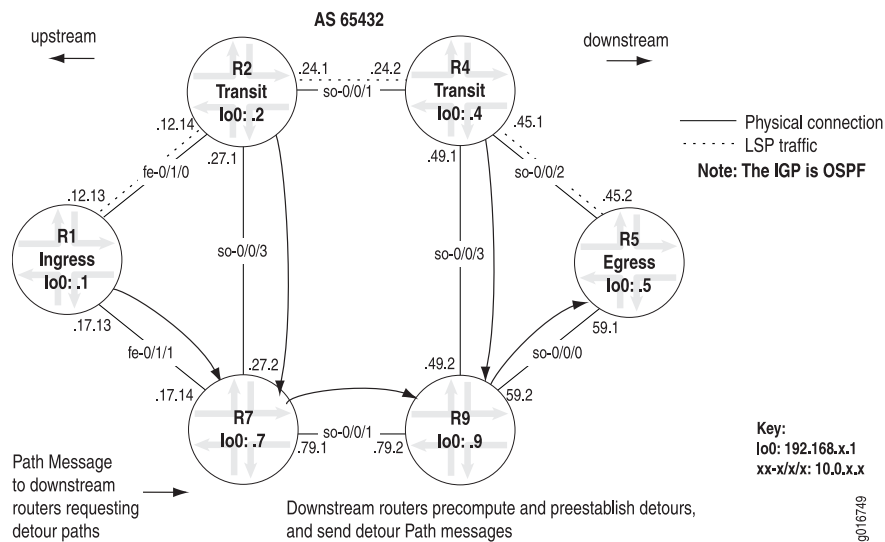 AS 65432
upstream
downstream
R2
Transit
lo0: .2
.24.1
.24.2
so-0/0/1
R4
Transit
lo0: .4
.12.14
.27.1
.49.1
.45.1
Physical connection
LSP traffic
Note: The IGP is OSPF
fe-0/1/0
so-0/0/2
.12.13
.45.2
R1
Ingress
lo0: .1
so-0/0/3
so-0/0/3
R5
Egress
lo0: .5
.17.13
59.1
fe-0/1/1
so-0/0/0
.27.2
.49.2
.17.14
59.2
R7
lo0: .7
so-0/0/1
.79.1
.79.2
R9
lo0: .9
Key:
lo0: 192.168.x.1
xx-x/x/x: 10.0.x.x
Path Message
to downstream
routers requesting
detour paths
Downstream routers precompute and preestablish detours,
and send detour Path messages
g016749